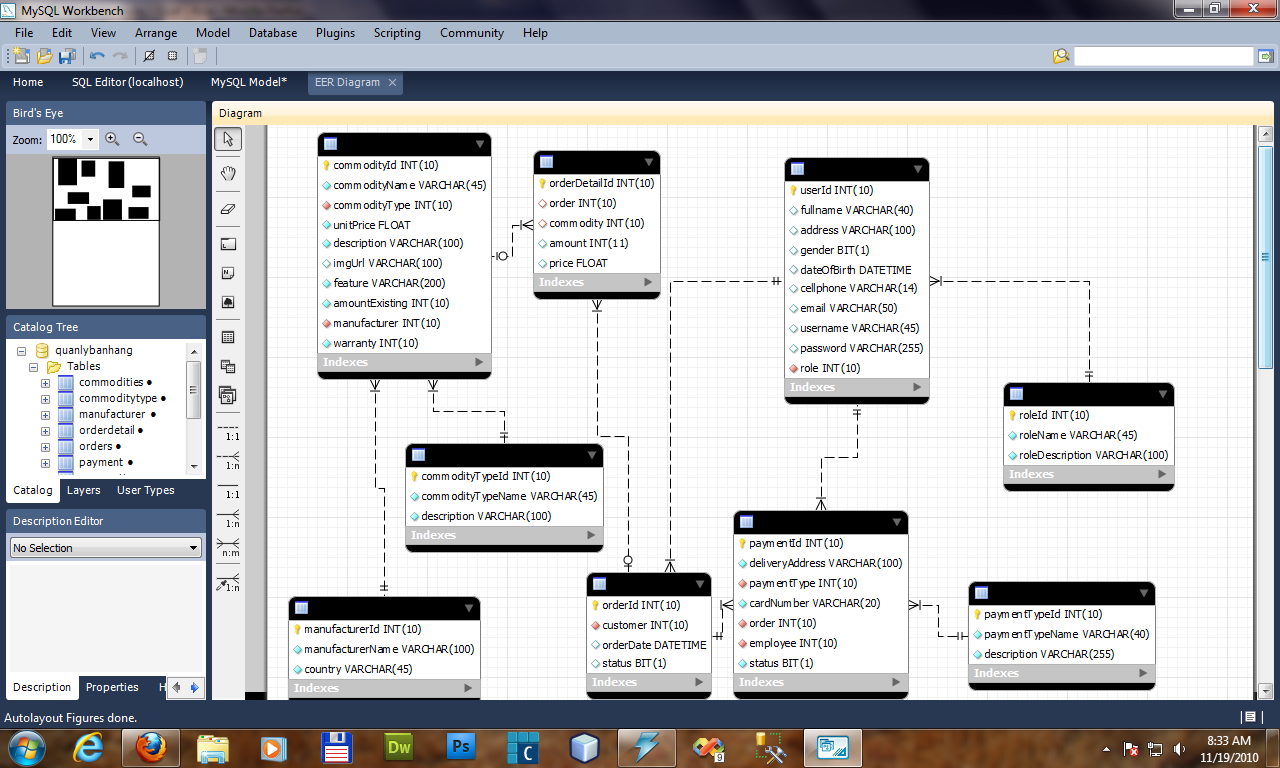 MySQL Workbench
File Edit View Arrange Model Database Plugins Scripting Community Help
Home SQL Editor (localhost) MySQL Model* EER Diagram
Bird's Eye
Zoom: 100%
Catalog Tree
quanlybanhang
Tables
commodities
commoditytype
manufacturer
orderdetail
orders
payment
Catalog Layers User Types
Description Editor
No Selection
Description Properties H
Autolayout Figures done.
1:1
1:n
1:1
1:n
n:m
1:n
Diagram
commodityId INT(10)
commodityName VARCHAR(45)
commodityType INT(10)
unitPrice FLOAT
description VARCHAR(100)
imgUrl VARCHAR(100)
feature VARCHAR(200)
amountExisting INT(10)
manufacturer INT(10)
warranty INT(10)
Indexes
orderDetailId INT(10)
order INT(10)
commodity INT(10)
amount INT(11)
price FLOAT
Indexes
userId INT(10)
fullname VARCHAR(40)
address VARCHAR(100)
gender BIT(1)
dateOfBirth DATETIME
cellphone VARCHAR(14)
email VARCHAR(50)
username VARCHAR(45)
password VARCHAR(255)
role INT(10)
Indexes
roleId INT(10)
roleName VARCHAR(45)
roleDescription VARCHAR(100)
Indexes
commodityTypeId INT(10)
commodityTypeName VARCHAR(45)
description VARCHAR(100)
Indexes
manufacturerId INT(10)
manufacturerName VARCHAR(100)
country VARCHAR(45)
Indexes
orderId INT(10)
customer INT(10)
orderDate DATETIME
status BIT(1)
Indexes
paymentId INT(10)
deliveryAddress VARCHAR(100)
paymentType INT(10)
cardNumber VARCHAR(20)
order INT(10)
employee INT(10)
status BIT(1)
Indexes
paymentTypeId INT(10)
paymentTypeName VARCHAR(40)
description VARCHAR(255)
Indexes
Dw
Ps
C
9
8:33 AM
11/19/2010